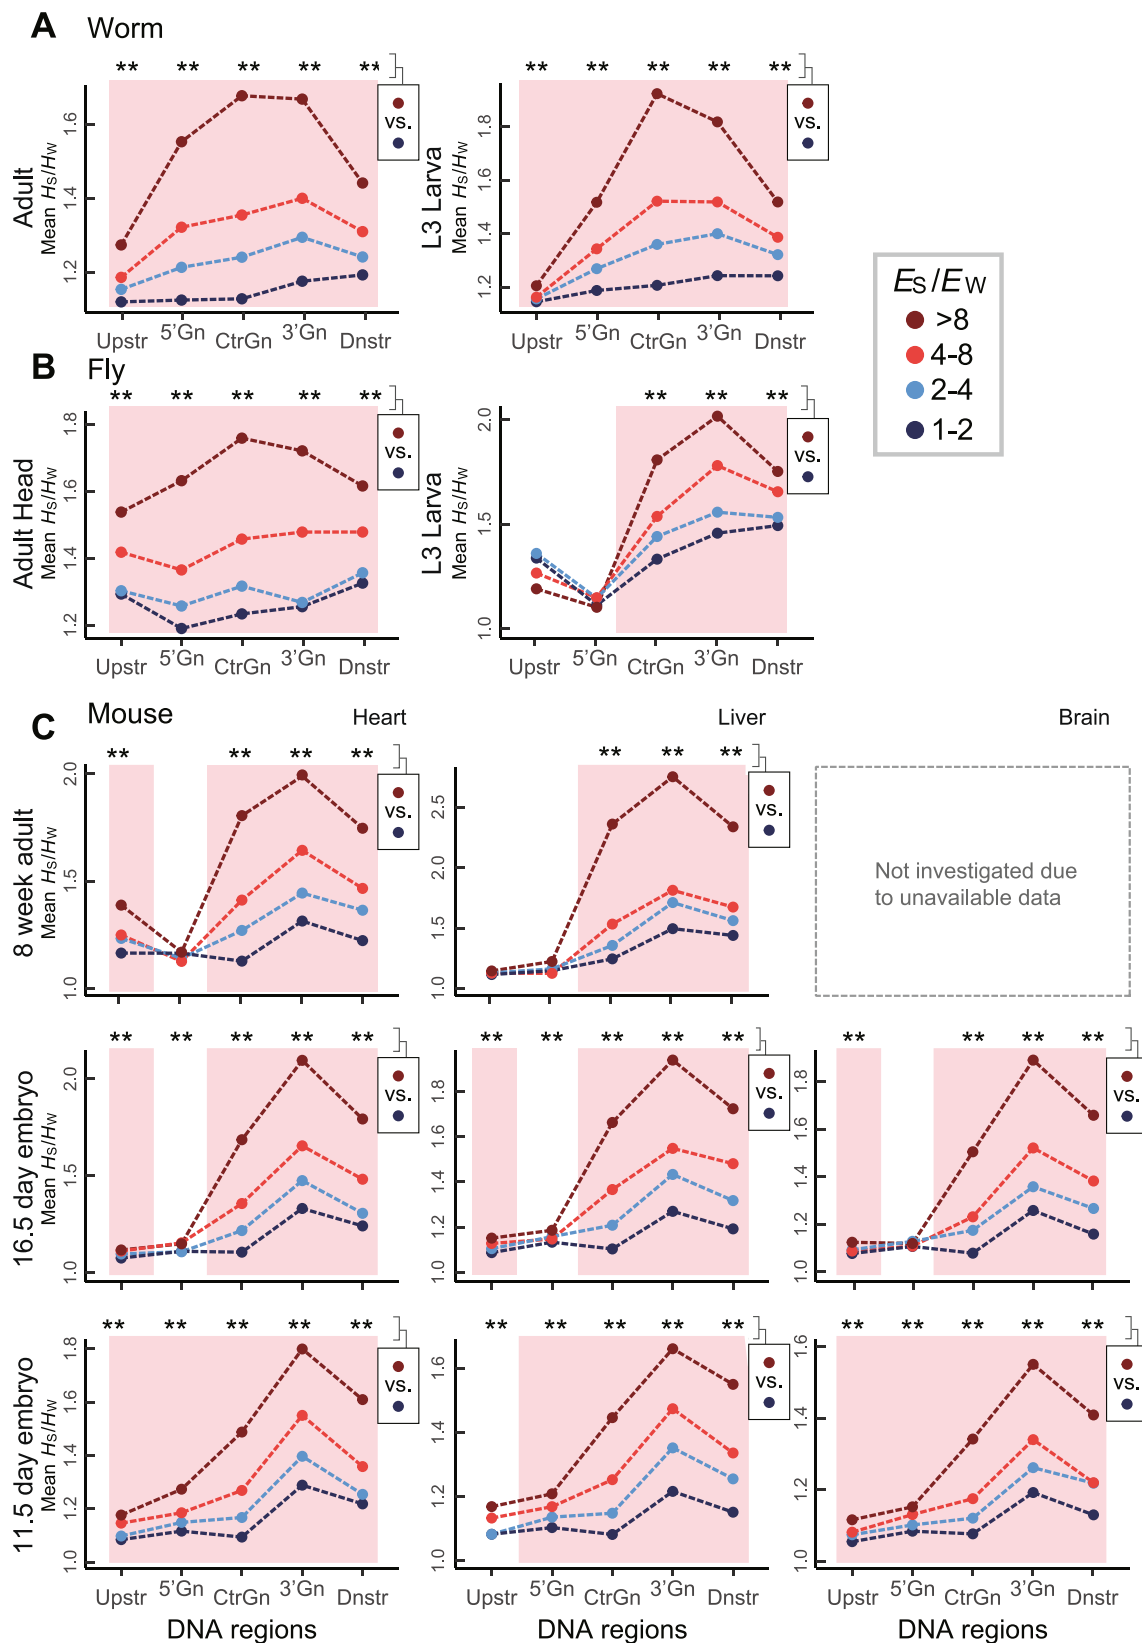 A Worm
** ** ** ** **
Adult
Mean HS/HW
1.2 1.4 1.6
vs.
Upstr 5'Gn CtrGn 3'Gn Dnstr
** ** ** ** **
L3 Larva
Mean HS/HW
1.2 1.4 1.6 1.8
vs.
Upstr 5'Gn CtrGn 3'Gn Dnstr
ES/EW
>8
4-8
2-4
1-2
B Fly
** ** ** ** **
Adult Head
Mean HS/HW
1.2 1.4 1.6 1.8
vs.
Upstr 5'Gn CtrGn 3'Gn Dnstr
** ** **
L3 Larva
Mean HS/HW
1.0 1.5 2.0
vs.
Upstr 5'Gn CtrGn 3'Gn Dnstr
C Mouse
Heart
Liver
Brain
8 week adult
Mean HS/HW
** ** ** **
1.0 1.5 2.0
vs.
** ** **
1.0 1.5 2.0 2.5
vs.
Not investigated due
to unavailable data
16.5 day embryo
Mean HS/HW
** ** ** ** **
1.0 1.5 2.0
vs.
** ** ** ** **
1.0 1.2 1.4 1.6 1.8
vs.
** ** ** **
1.0 1.2 1.4 1.6 1.8
vs.
11.5 day embryo
Mean HS/HW
** ** ** ** **
1.0 1.2 1.4 1.6 1.8
vs.
Upstr 5'Gn CtrGn 3'Gn Dnstr
DNA regions
** ** ** ** **
1.0 1.2 1.4 1.6
vs.
Upstr 5'Gn CtrGn 3'Gn Dnstr
DNA regions
** ** ** ** **
1.0 1.2 1.4 1.6
vs.
Upstr 5'Gn CtrGn 3'Gn Dnstr
DNA regions